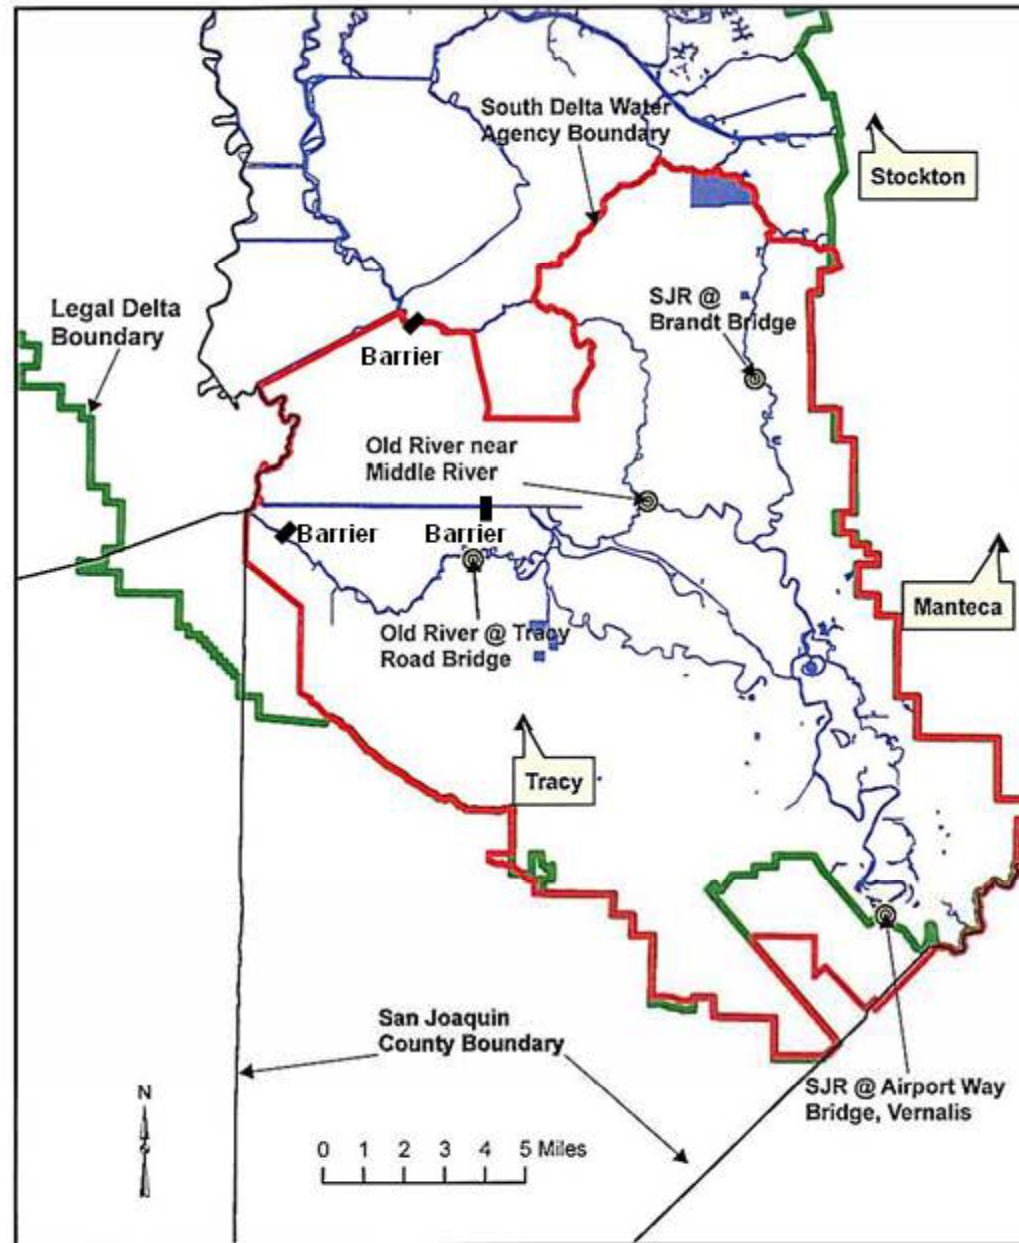 South Delta Water
Agency Boundary
Stockton
Legal Delta
Boundary
SJR @
Brandt Bridge
Barrier
Old River near
Middle River
Barrier
Barrier
Manteca
Old River @ Tracy
Road Bridge
Tracy
San Joaquin
County Boundary
SJR @ Airport Way
Bridge, Vernalis
N
0 1 2 3 4 5 Miles